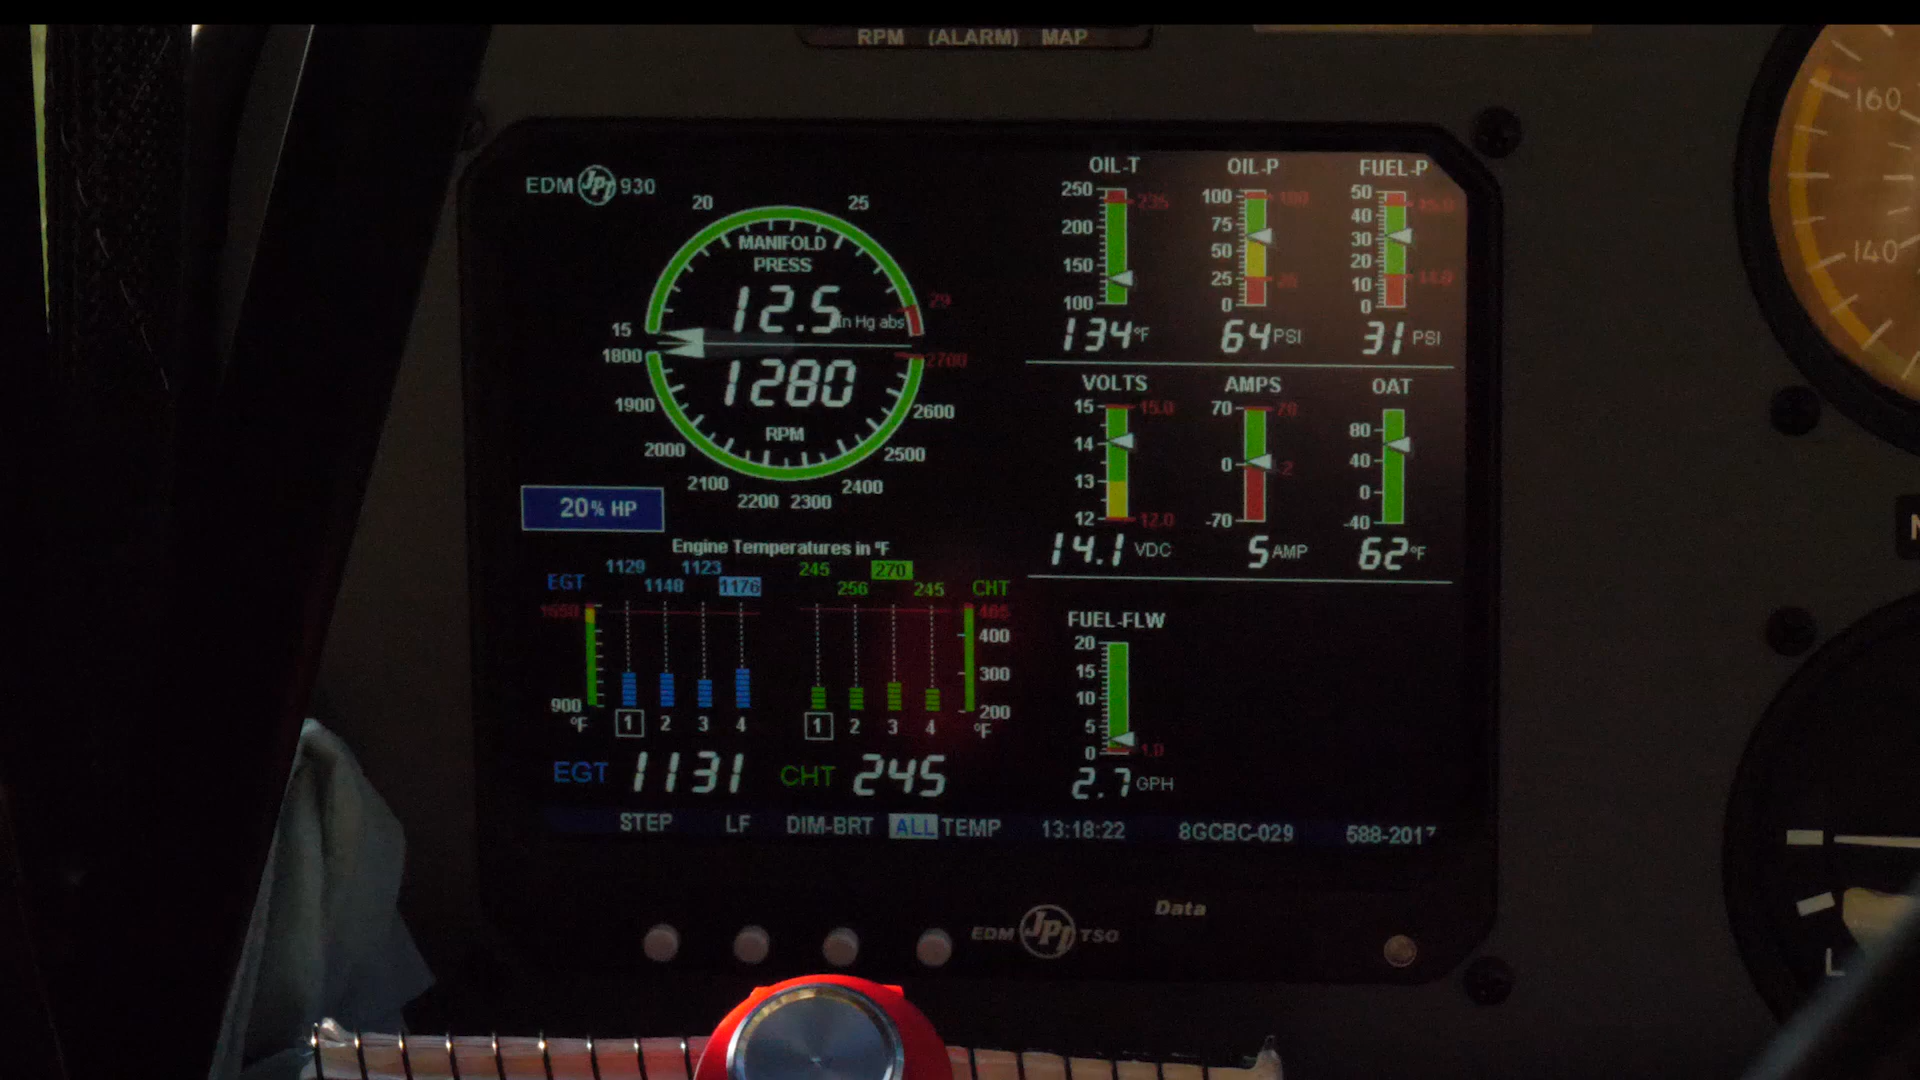 RPM (ALARM) MAP
EDM JPI 930
20 25
MANIFOLD
PRESS
12.5 in Hg abs
29
15
1800
2700
1280
RPM
1900 2600
2000 2500
2100 2400
2200 2300
20% HP
OIL-T OIL-P FUEL-P
250 235 100 100 50
200 75 40
150 50 30
25 20
100 0 10
0
134°F 64 PSI 31 PSI
VOLTS AMPS OAT
15 15.0 70 70 80
14 0 -2 40
13 0
12 12.0 -70 -40
14.1 VDC 5 AMP 62°F
Engine Temperatures in °F
1129 1123 245 270
EGT 1148 1176 256 245 CHT
1650 400
300
900 200
°F 1 2 3 4 1 2 3 4 °F
EGT 1131 CHT 245
FUEL-FLW
20
15
10
5
0 1.0
2.7 GPH
STEP LF DIM-BRT ALL TEMP 13:18:22 8GCBC-029 588-2017
Data
EDM JPI TSO
160
140
L